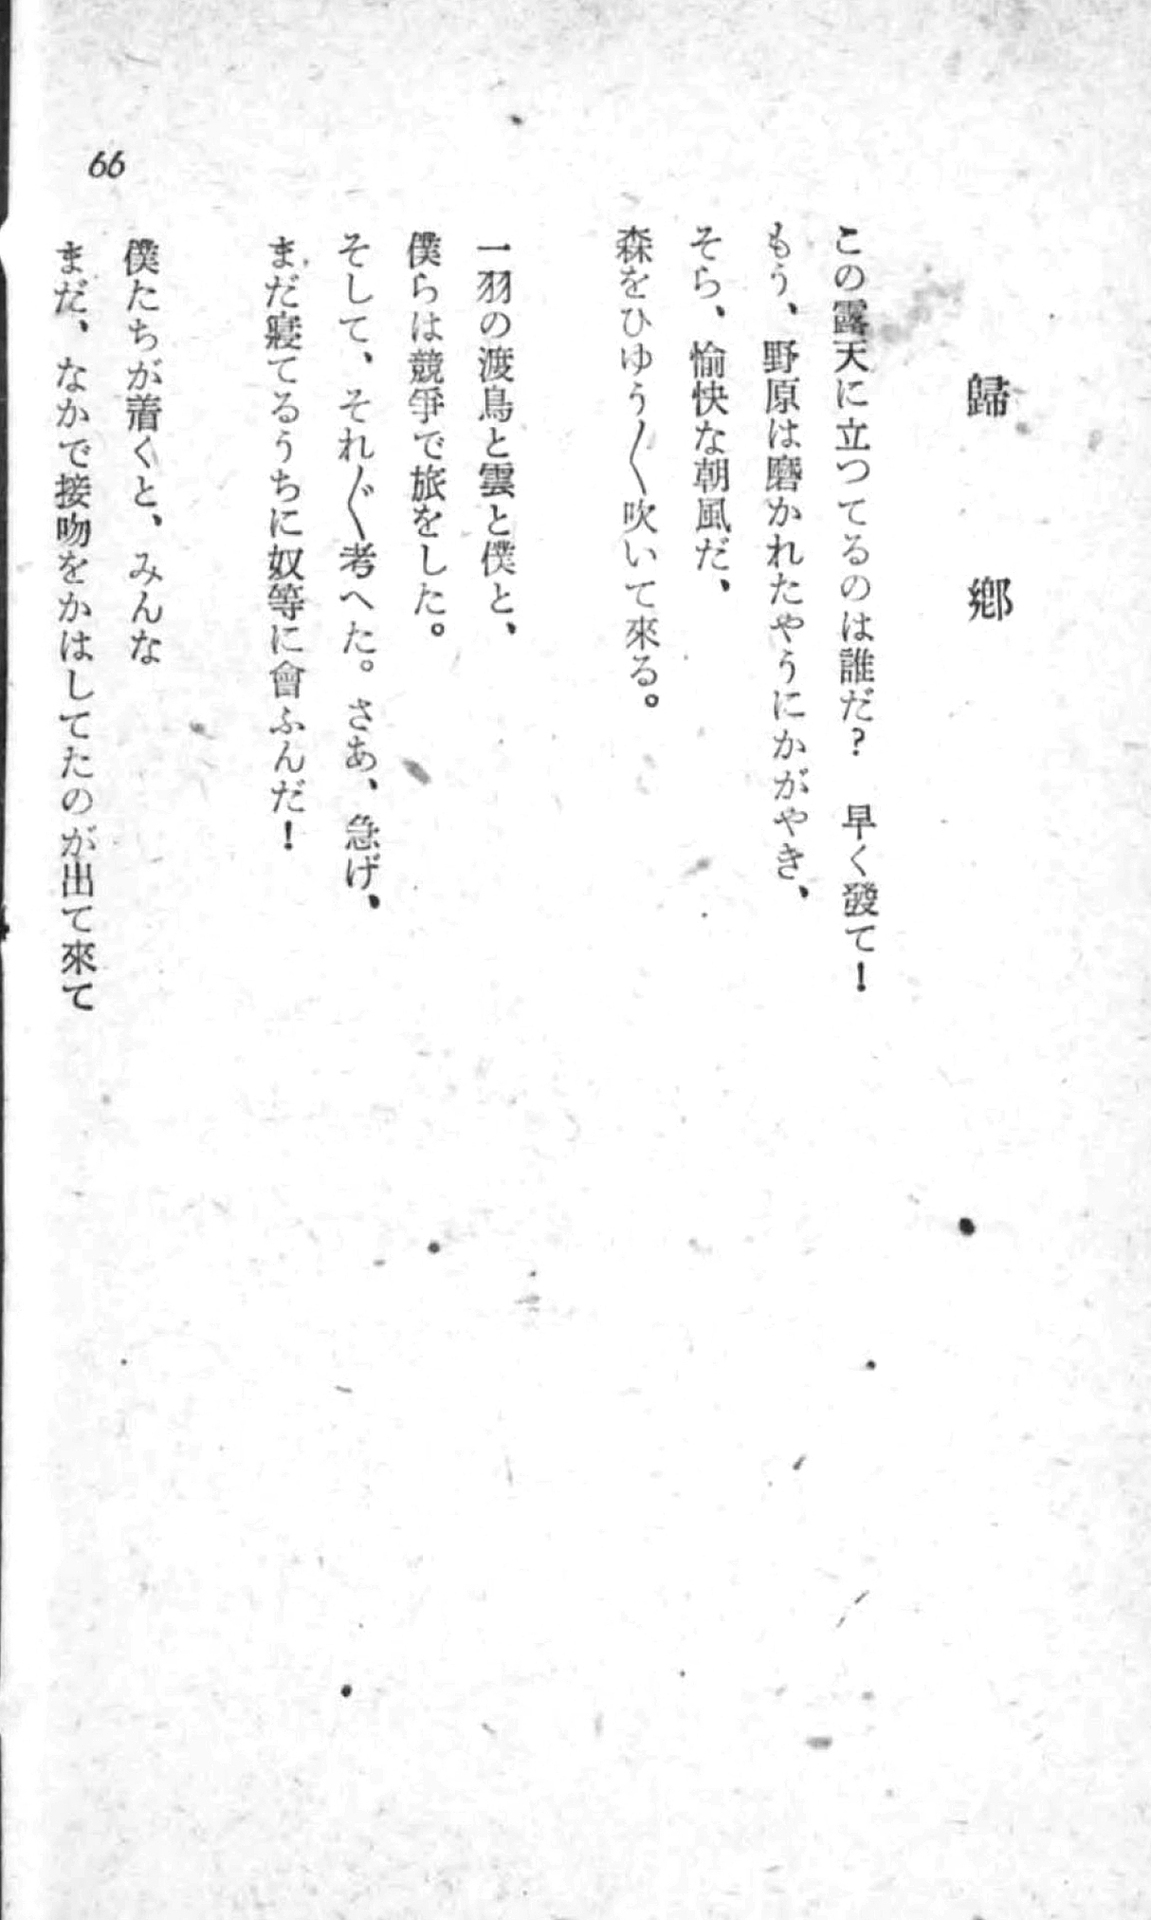 歸鄕
この露天に立つてるのは誰だ？　早く發て！
もう、野原は磨かれたやうにかがやき、
そら、愉快な朝風だ、
森をひゆう〳〵吹いて來る。
一羽の渡鳥と雲と僕と、
僕らは競爭で旅をした。
そして、それ〴〵考へた。さあ、急げ、
まだ寢てるうちに奴等に會ふんだ！
僕たちが着くと、みんな
まだ、なかで接吻をかはしてたのが出て來て
66